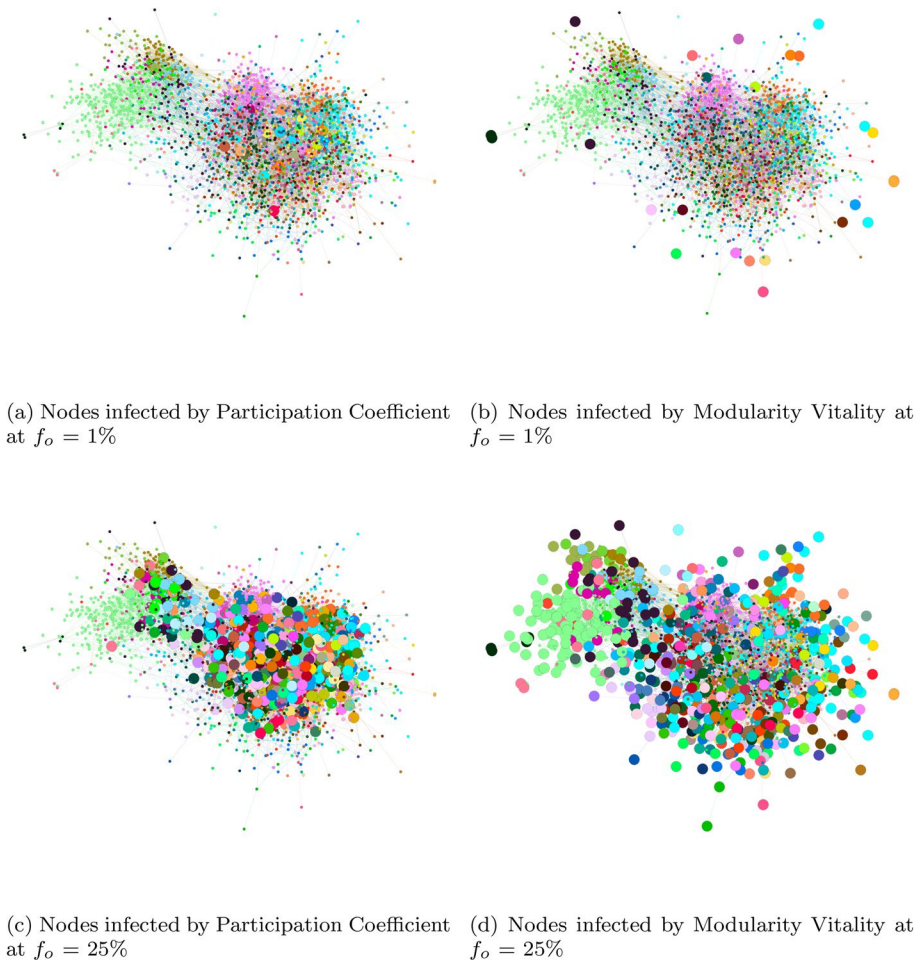 (a) Nodes infected by Participation Coefficient
at f_o = 1%
(b) Nodes infected by Modularity Vitality at
f_o = 1%
(c) Nodes infected by Participation Coefficient
at f_o = 25%
(d) Nodes infected by Modularity Vitality at
f_o = 25%